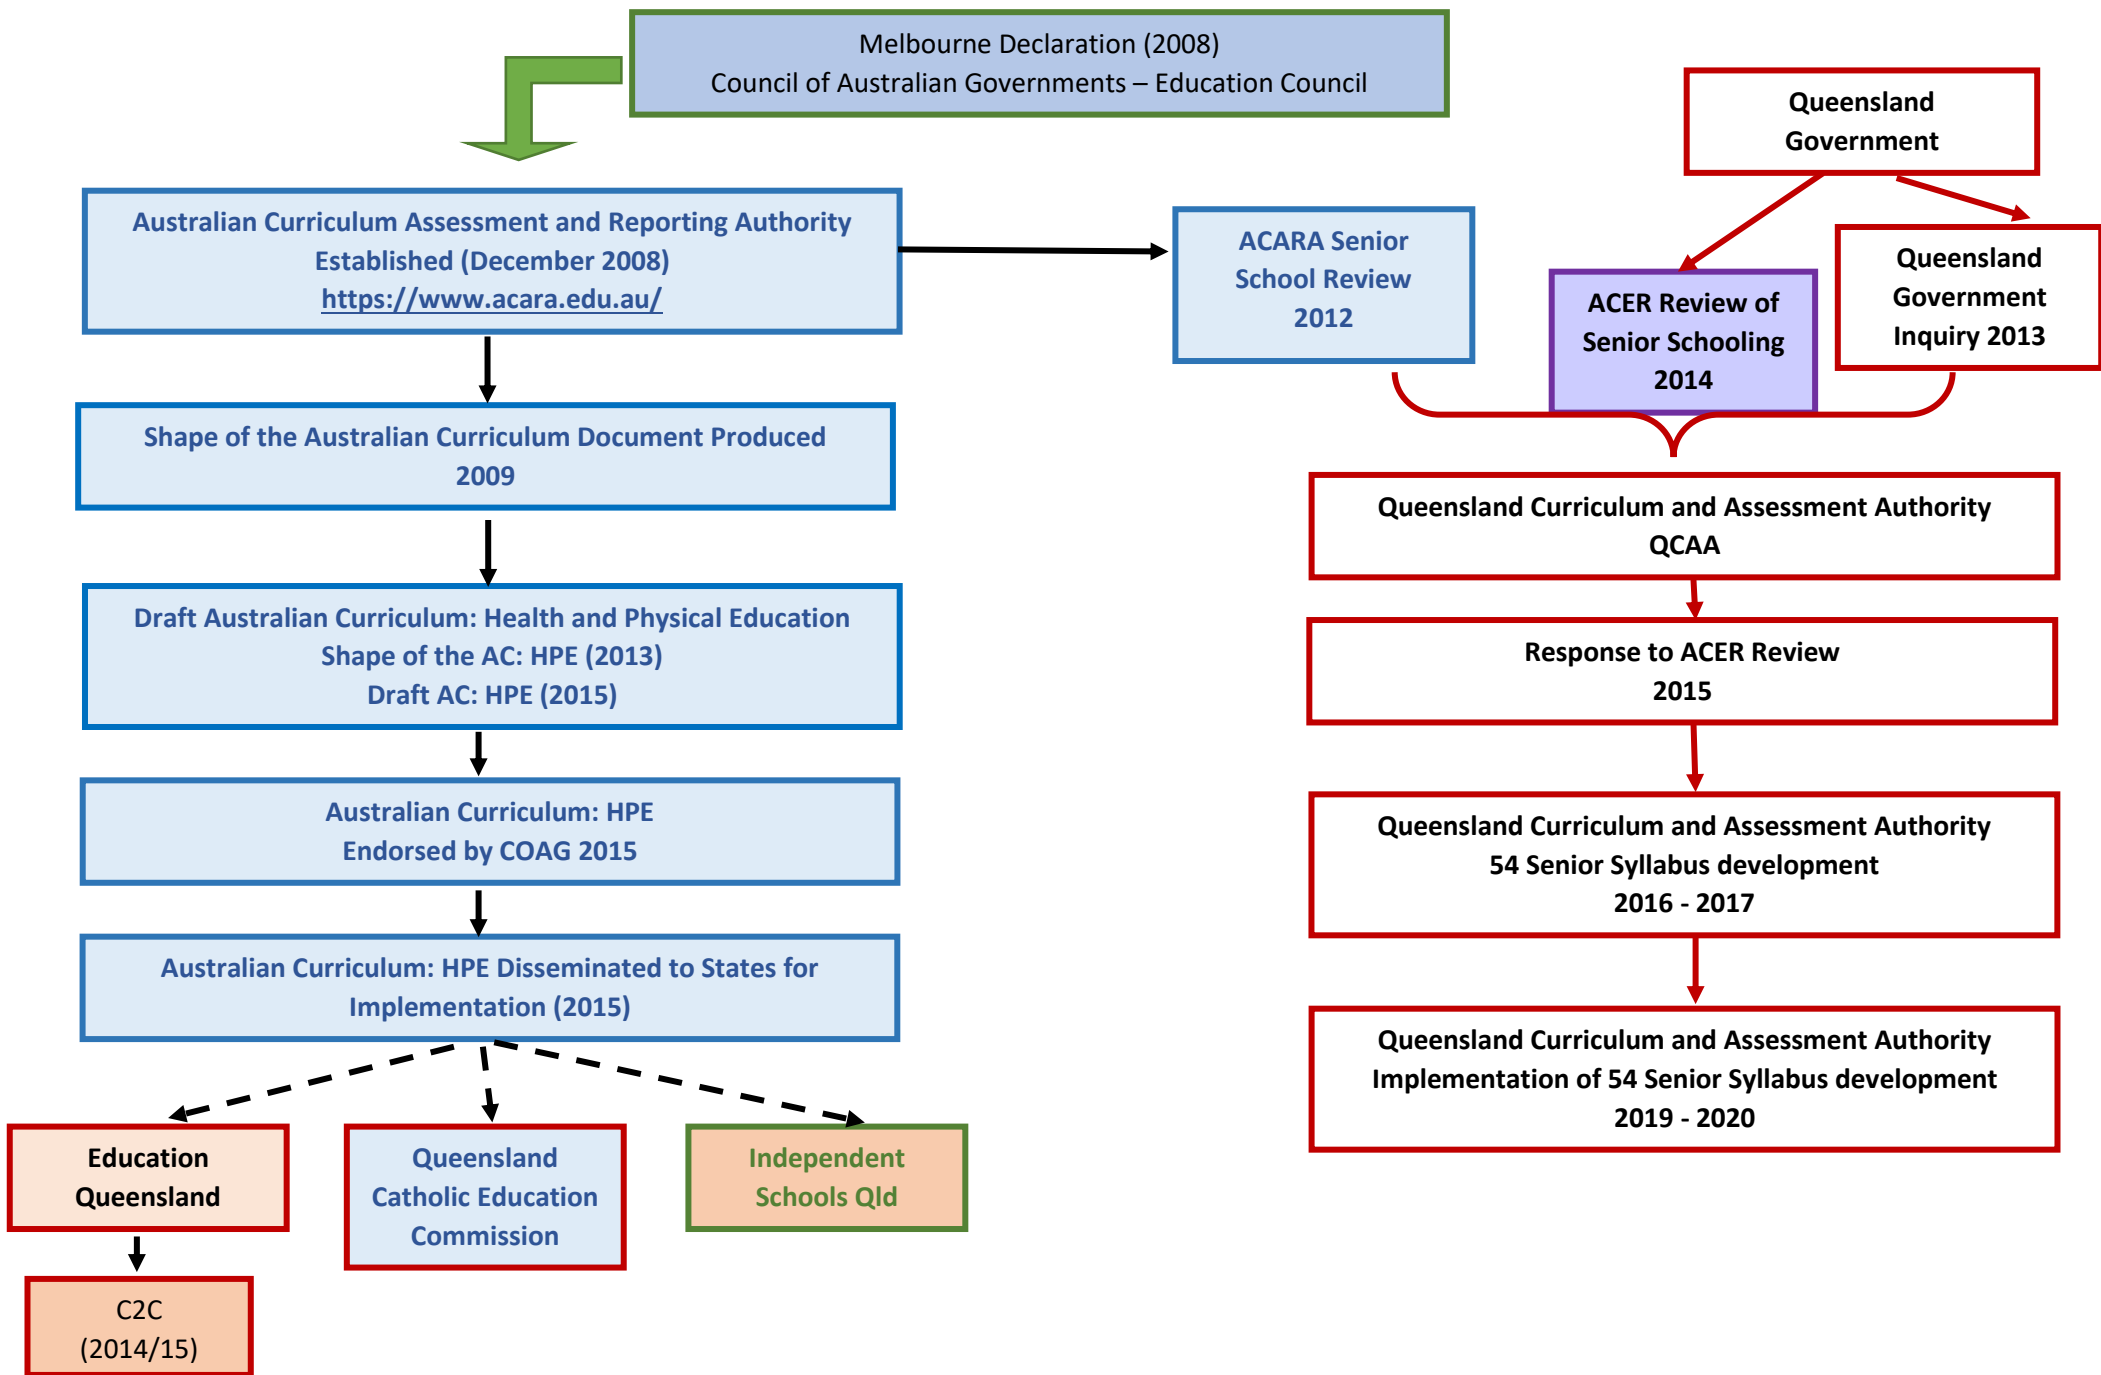 Melbourne Declaration (2008)
Council of Australian Governments – Education Council
Queensland
Government
Australian Curriculum Assessment and Reporting Authority
Established (December 2008)
https://www.acara.edu.au/
ACARA Senior
School Review
2012
ACER Review of
Senior Schooling
2014
Queensland
Government
Inquiry 2013
Shape of the Australian Curriculum Document Produced
2009
Queensland Curriculum and Assessment Authority
QCAA
Draft Australian Curriculum: Health and Physical Education
Shape of the AC: HPE (2013)
Draft AC: HPE (2015)
Response to ACER Review
2015
Australian Curriculum: HPE
Endorsed by COAG 2015
Queensland Curriculum and Assessment Authority
54 Senior Syllabus development
2016 - 2017
Australian Curriculum: HPE Disseminated to States for
Implementation (2015)
Queensland Curriculum and Assessment Authority
Implementation of 54 Senior Syllabus development
2019 - 2020
Education
Queensland
Queensland
Catholic Education
Commission
Independent
Schools Qld
C2C
(2014/15)